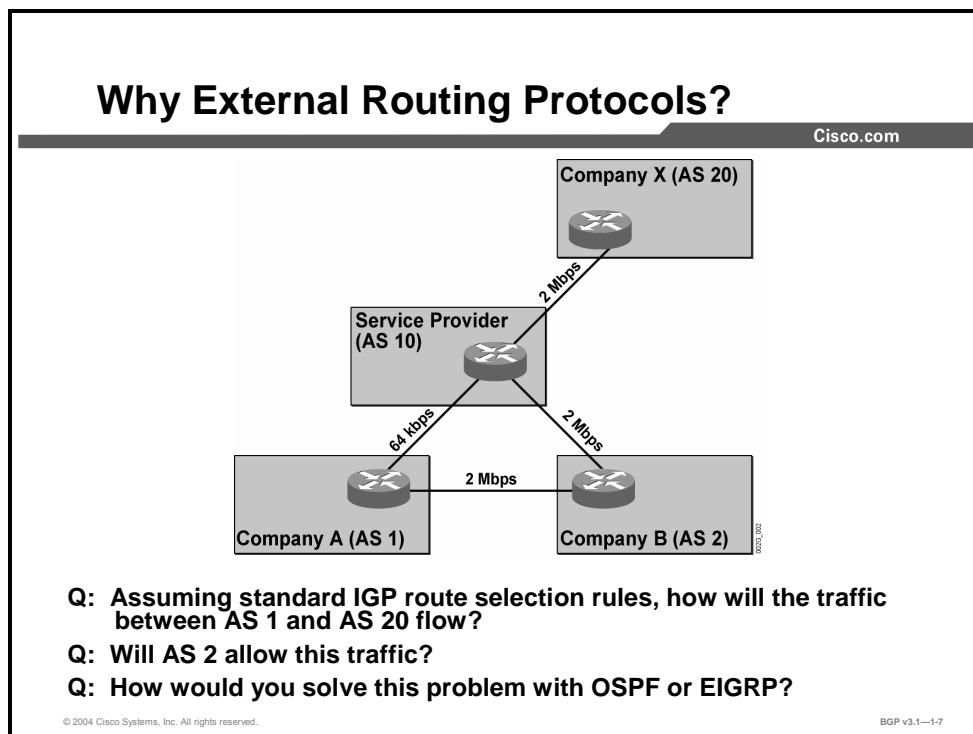 Why External Routing Protocols?
Cisco.com
Company X (AS 20)
2 Mbps
Service Provider
(AS 10)
64 kbps
2 Mbps
2 Mbps
Company A (AS 1)
Company B (AS 2)
002G_002
Q: Assuming standard IGP route selection rules, how will the traffic
between AS 1 and AS 20 flow?
Q: Will AS 2 allow this traffic?
Q: How would you solve this problem with OSPF or EIGRP?
© 2004 Cisco Systems, Inc. All rights reserved.
BGP v3.1—1-7